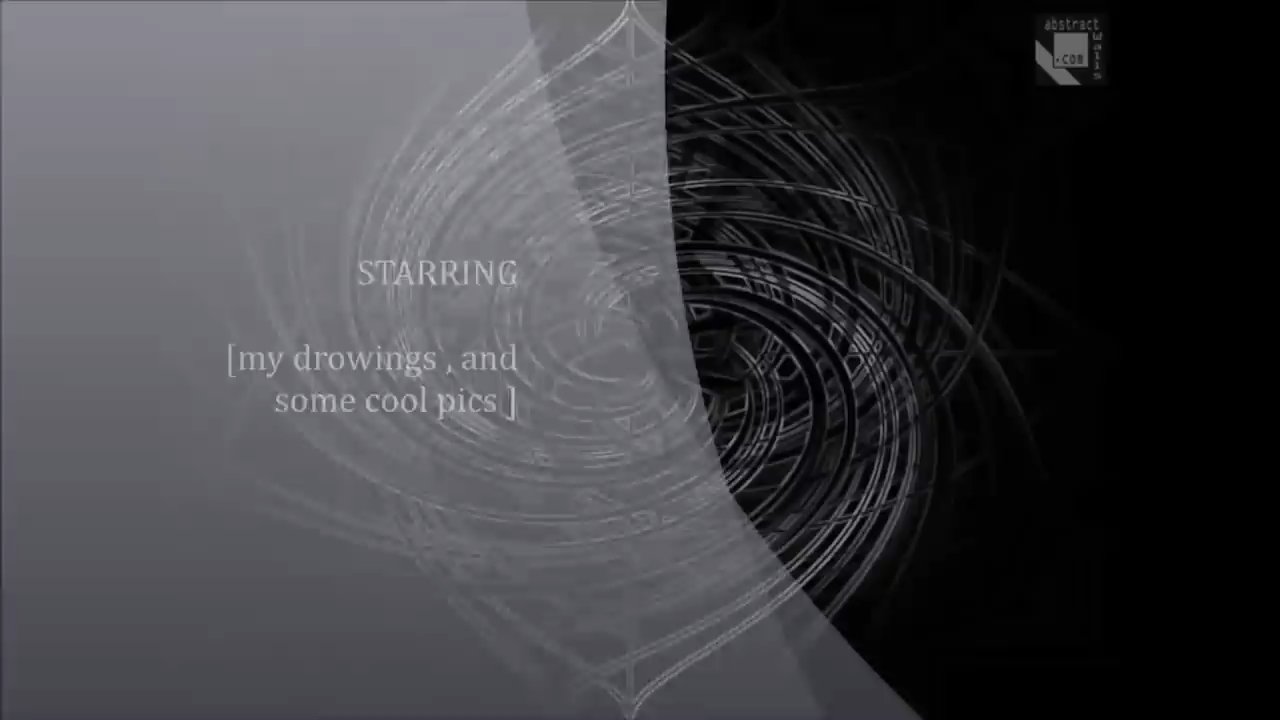 abstract
walls
.com
STARRING
[my drowings , and
some cool pics ]